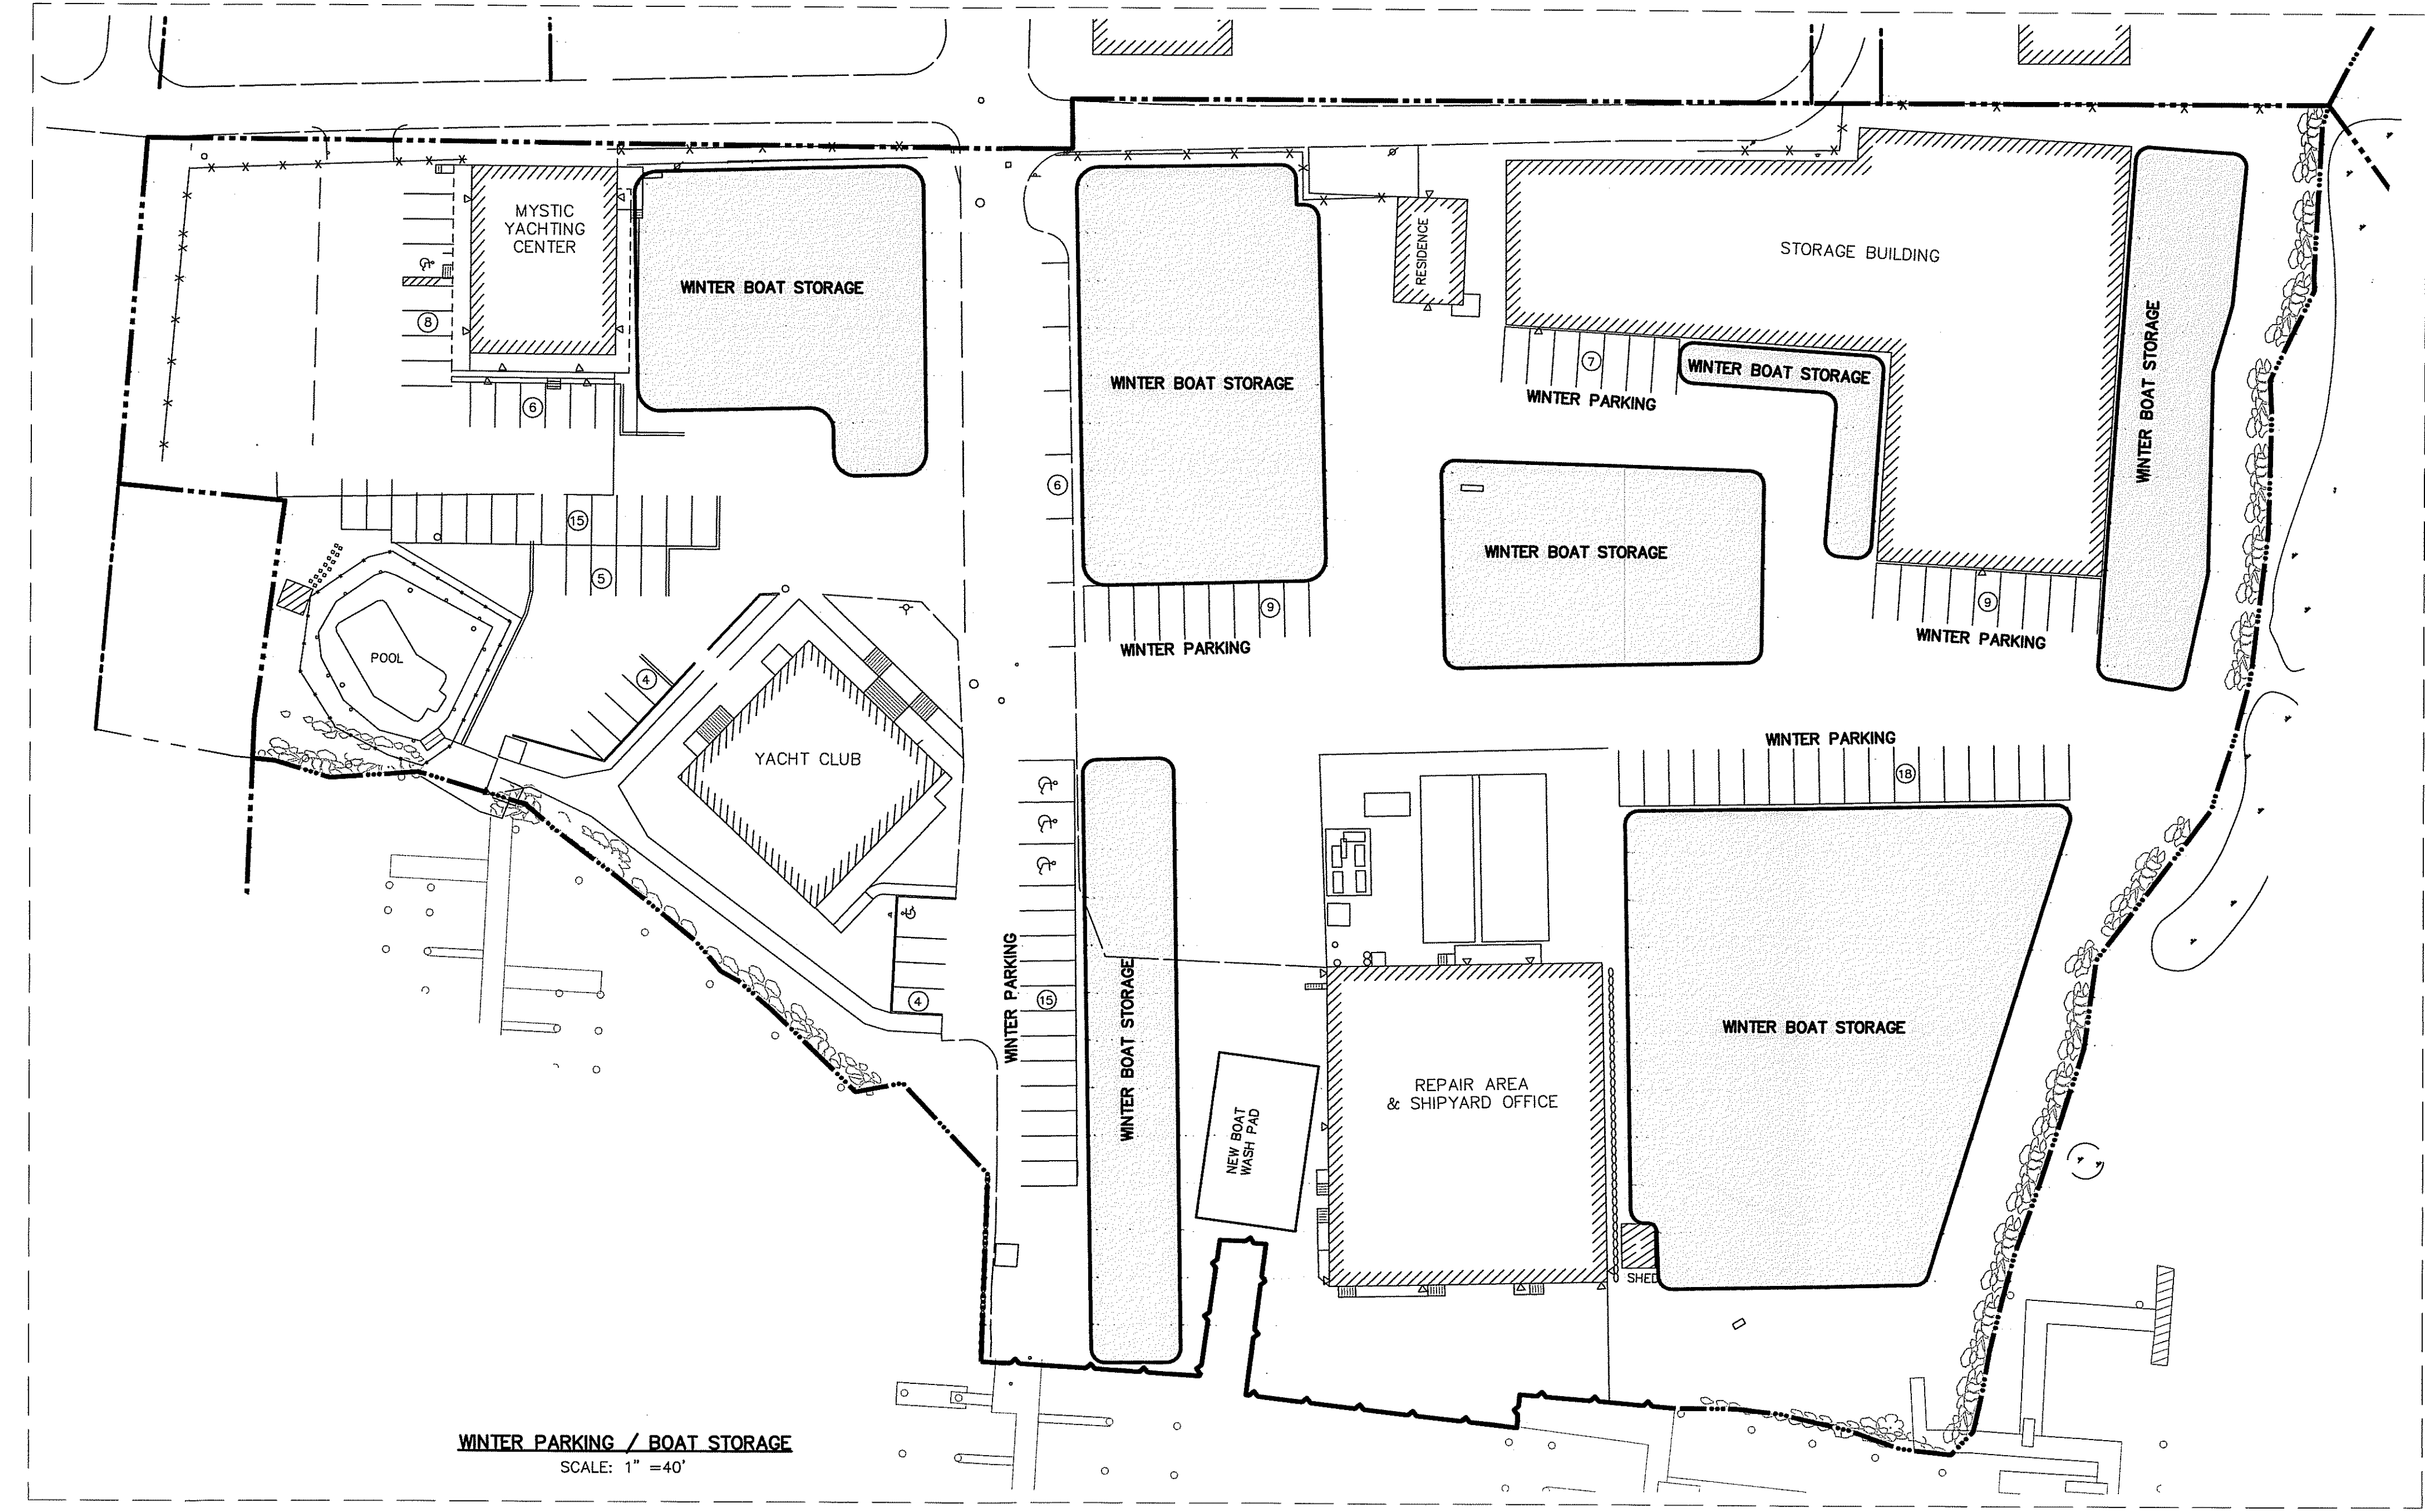 MYSTIC
YACHTING
CENTER
WINTER BOAT STORAGE
8
6
15
5
POOL
4
YACHT CLUB
4
WINTER BOAT STORAGE
6
9
WINTER PARKING
RESIDENCE
STORAGE BUILDING
7
WINTER PARKING
WINTER BOAT STORAGE
WINTER BOAT STORAGE
WINTER BOAT STORAGE
9
WINTER PARKING
WINTER PARKING
18
WINTER PARKING
15
WINTER BOAT STORAGE
NEW BOAT
WASH PAD
REPAIR AREA
& SHIPYARD OFFICE
WINTER BOAT STORAGE
SHED
WINTER PARKING / BOAT STORAGE
SCALE: 1" =40'